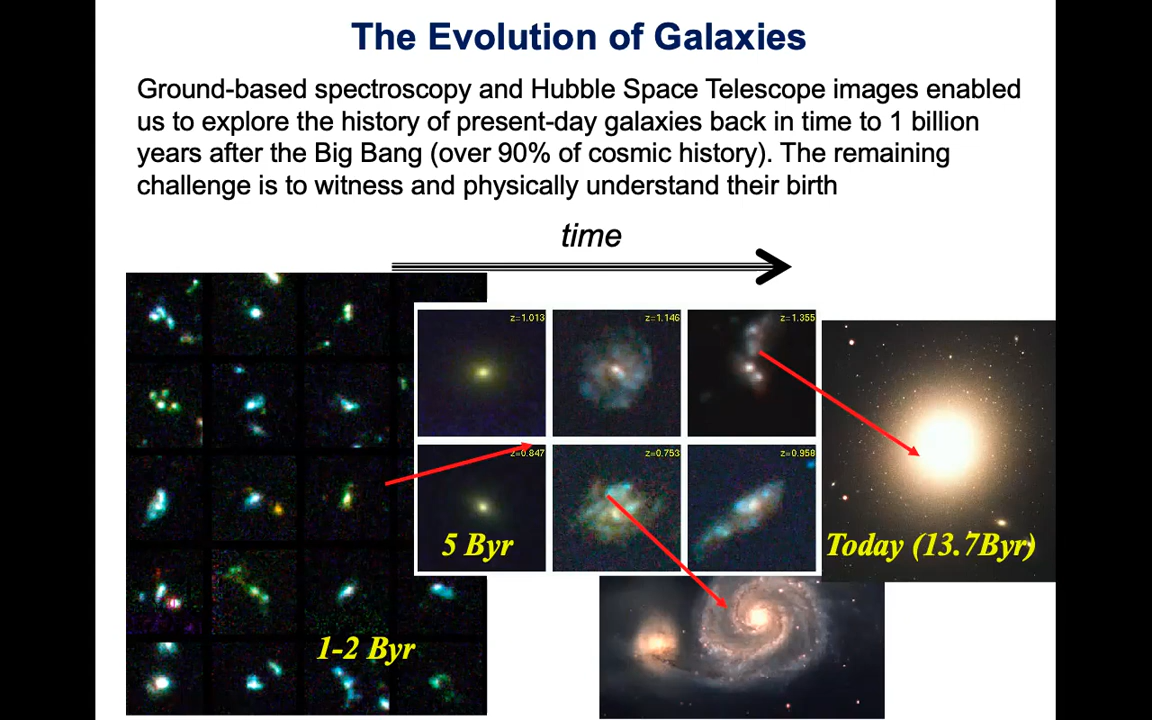 The Evolution of Galaxies
Ground-based spectroscopy and Hubble Space Telescope images enabled
us to explore the history of present-day galaxies back in time to 1 billion
years after the Big Bang (over 90% of cosmic history). The remaining
challenge is to witness and physically understand their birth
time
z=1.013
z=1.146
z=1.355
z=0.847
z=0.753
z=0.958
5 Byr
Today (13.7Byr)
1-2 Byr